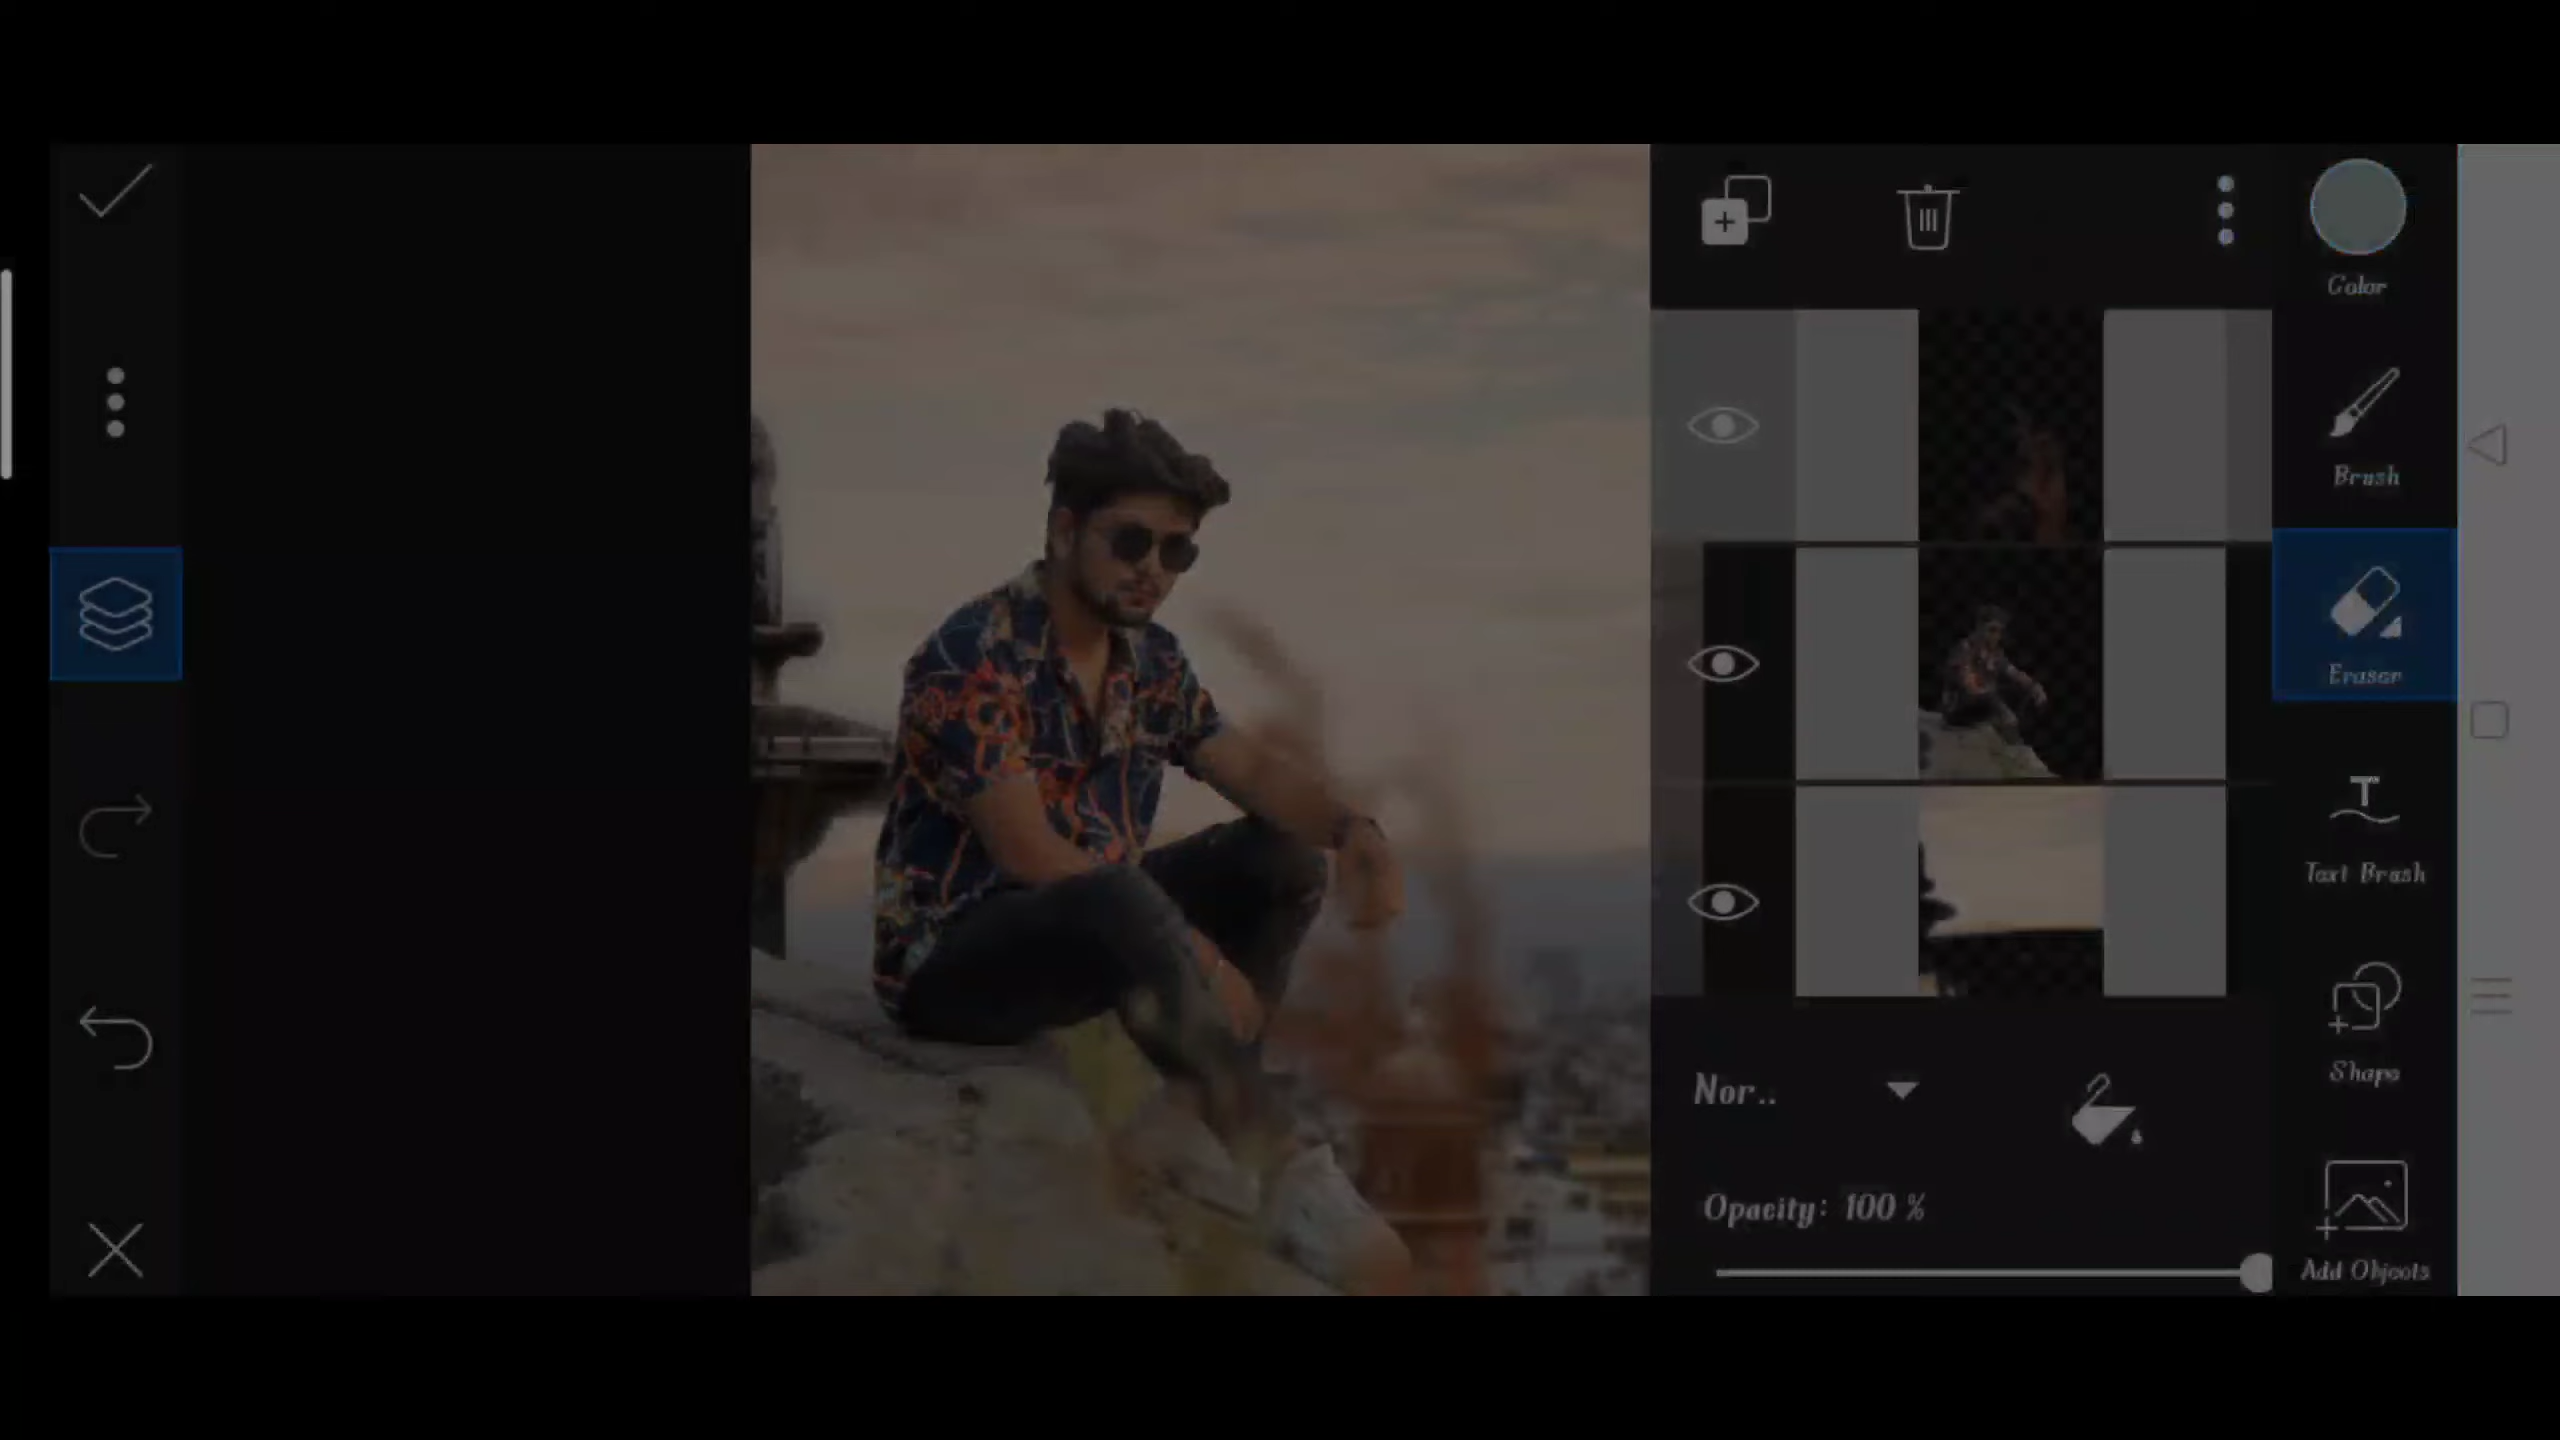 Color
Brush
Eraser
Text Brush
Shape
Add Objects
Nor..
Opacity: 100 %